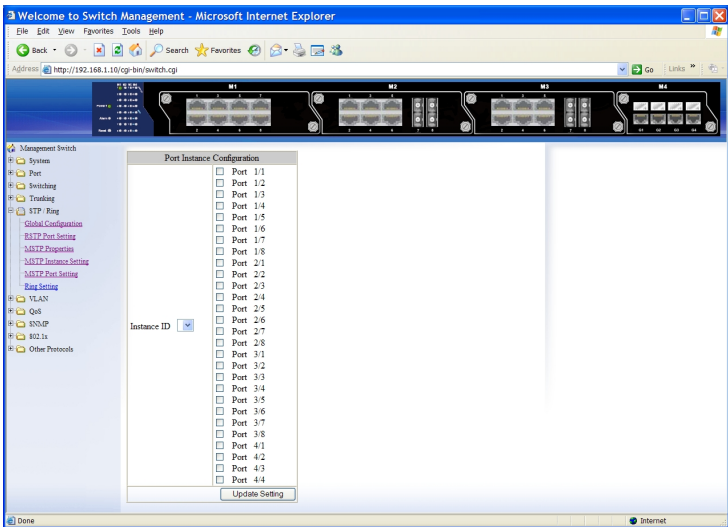 Welcome to Switch Management - Microsoft Internet Explorer
File Edit View Favorites Tools Help
Back Search Favorites
Address http://192.168.1.10/cgi-bin/switch.cgi Go Links »
M1 M2 M3 M4
Management Switch
System
Port
Switching
Trunking
STP / Ring
Global Configuration
RSTP Port Setting
MSTP Properties
MSTP Instance Setting
MSTP Port Setting
Ring Setting
VLAN
QoS
SNMP
802.1x
Other Protocols
Port Instance Configuration
Instance ID
Port 1/1
Port 1/2
Port 1/3
Port 1/4
Port 1/5
Port 1/6
Port 1/7
Port 1/8
Port 2/1
Port 2/2
Port 2/3
Port 2/4
Port 2/5
Port 2/6
Port 2/7
Port 2/8
Port 3/1
Port 3/2
Port 3/3
Port 3/4
Port 3/5
Port 3/6
Port 3/7
Port 3/8
Port 4/1
Port 4/2
Port 4/3
Port 4/4
Update Setting
Done Internet